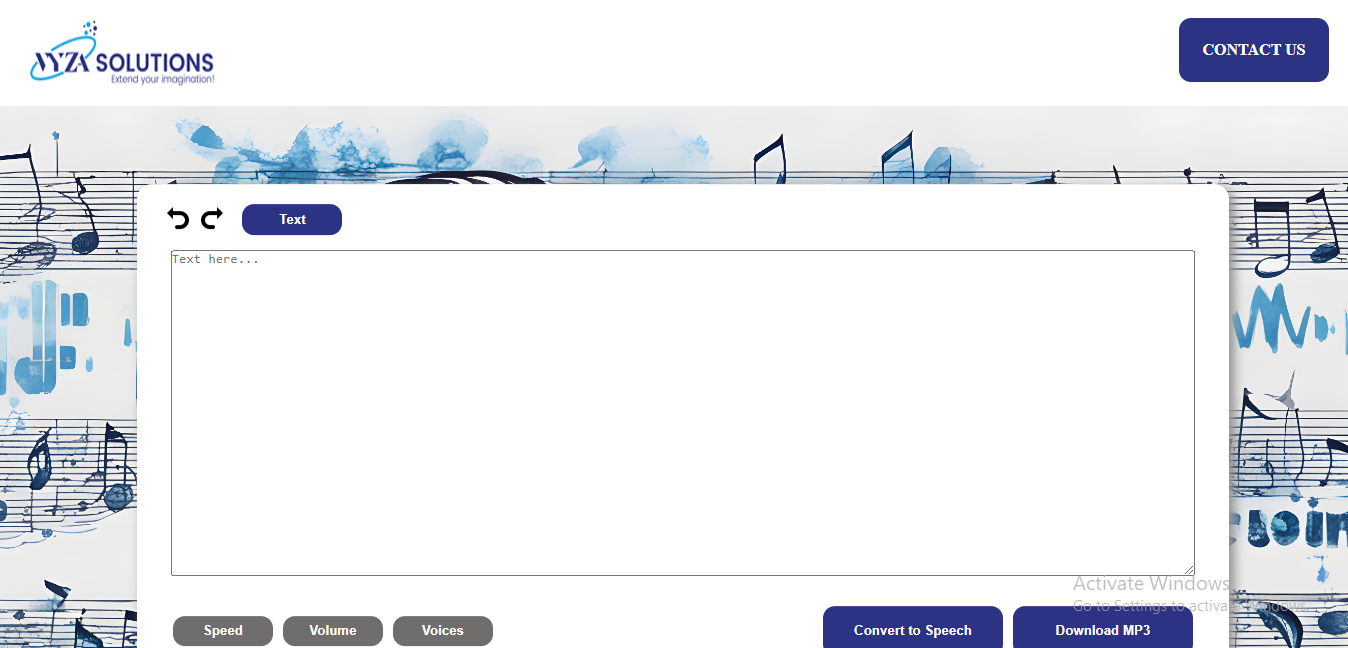 AYZA SOLUTIONS
Extend your imagination!
CONTACT US
Text
Text here...
Activate Windows
Go to Settings to activate Windows.
Speed
Volume
Voices
Convert to Speech
Download MP3